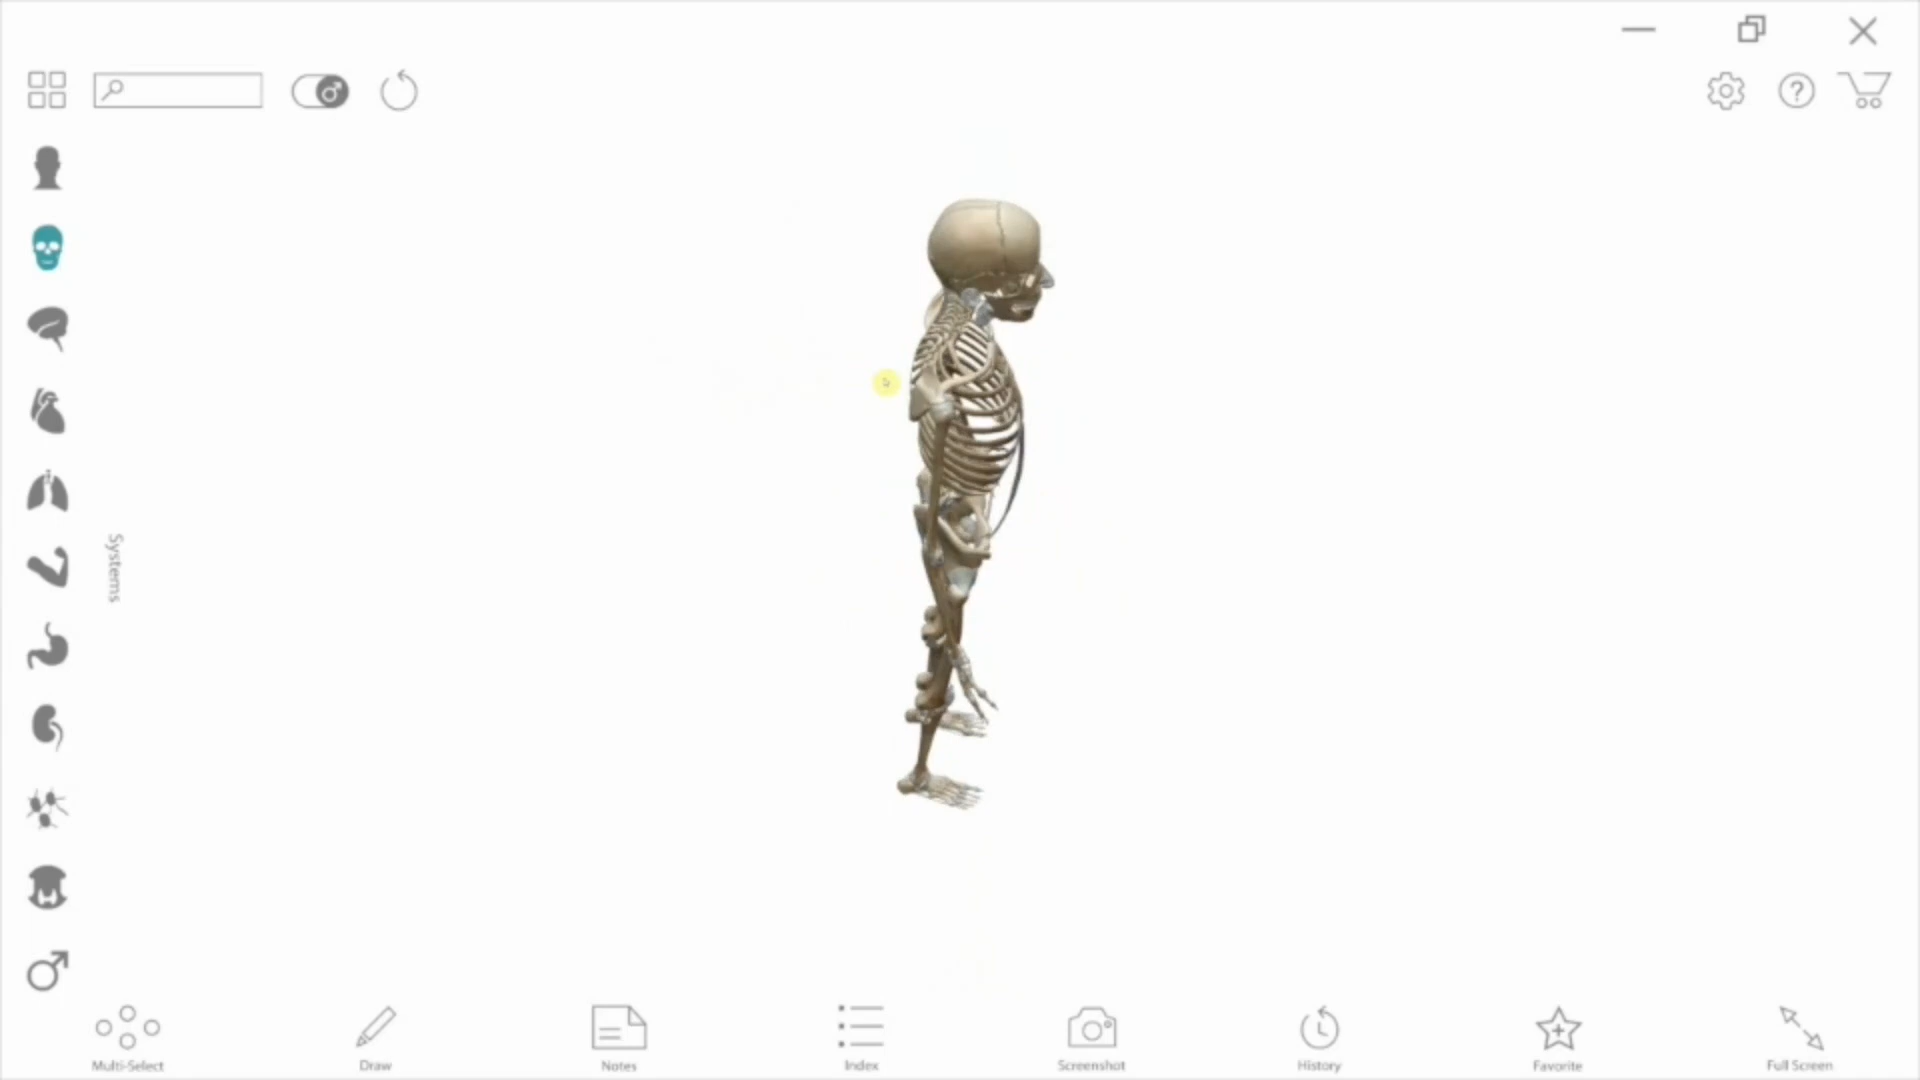 Systems
Multi-Select
Draw
Notes
Index
Screenshot
History
Favorite
Full Screen